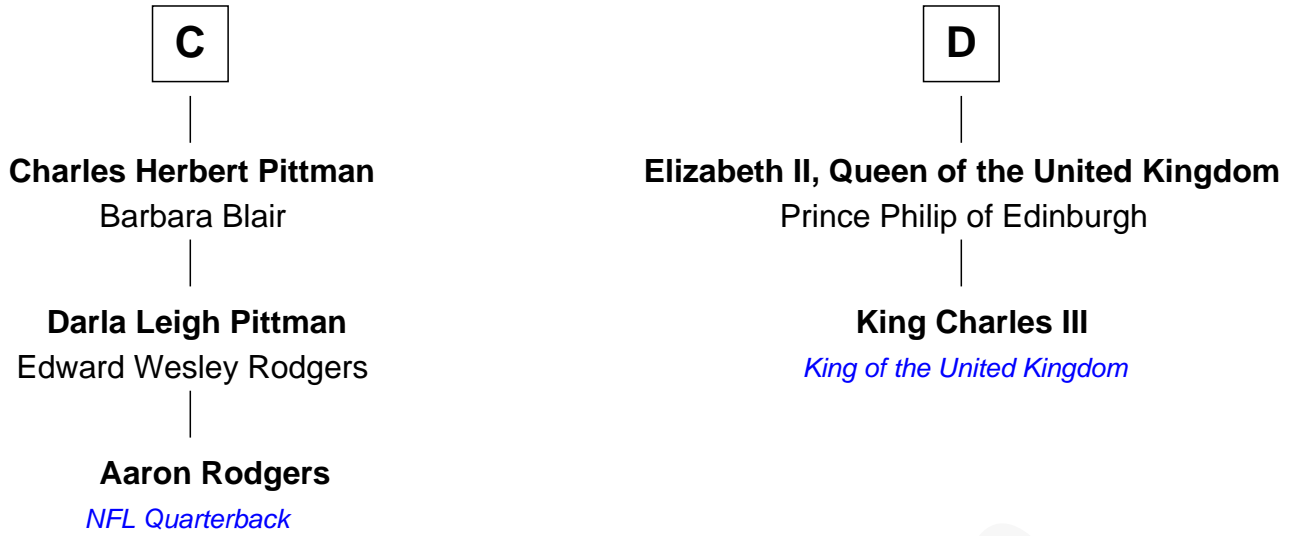 C
Charles Herbert Pittman
Barbara Blair
Darla Leigh Pittman
Edward Wesley Rodgers
Aaron Rodgers
NFL Quarterback
D
Elizabeth II, Queen of the United Kingdom
Prince Philip of Edinburgh
King Charles III
King of the United Kingdom